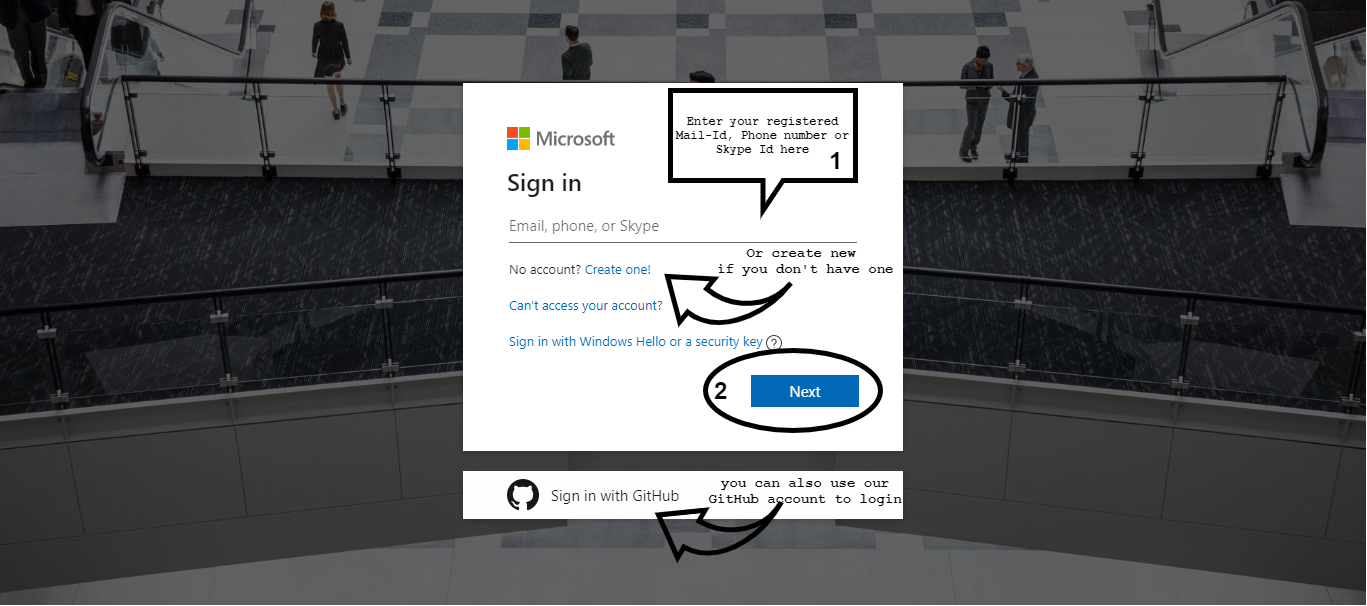 Enter your registered
Mail-Id, Phone number or
Skype Id here
1
Microsoft
Sign in
Email, phone, or Skype
Or create new
if you don't have one
No account? Create one!
Can't access your account?
Sign in with Windows Hello or a security key ?
2
Next
Sign in with GitHub
you can also use our
GitHub account to login